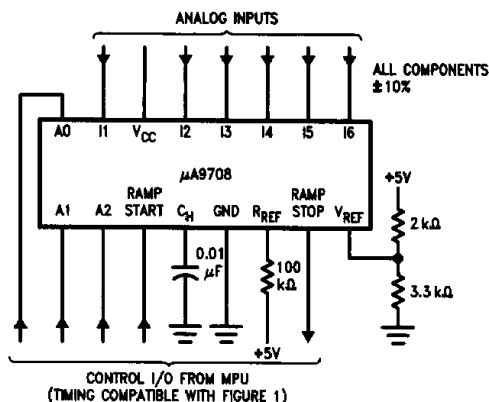 ANALOG INPUTS
ALL COMPONENTS
±10%
A0 I1 VCC I2 I3 I4 I5 I6
μA9708
+5V
RAMP RAMP
A1 A2 START CH GND RREF STOP VREF
2 kΩ
0.01
μF
100
kΩ
3.3 kΩ
+5V
CONTROL I/O FROM MPU
(TIMING COMPATIBLE WITH FIGURE 1)